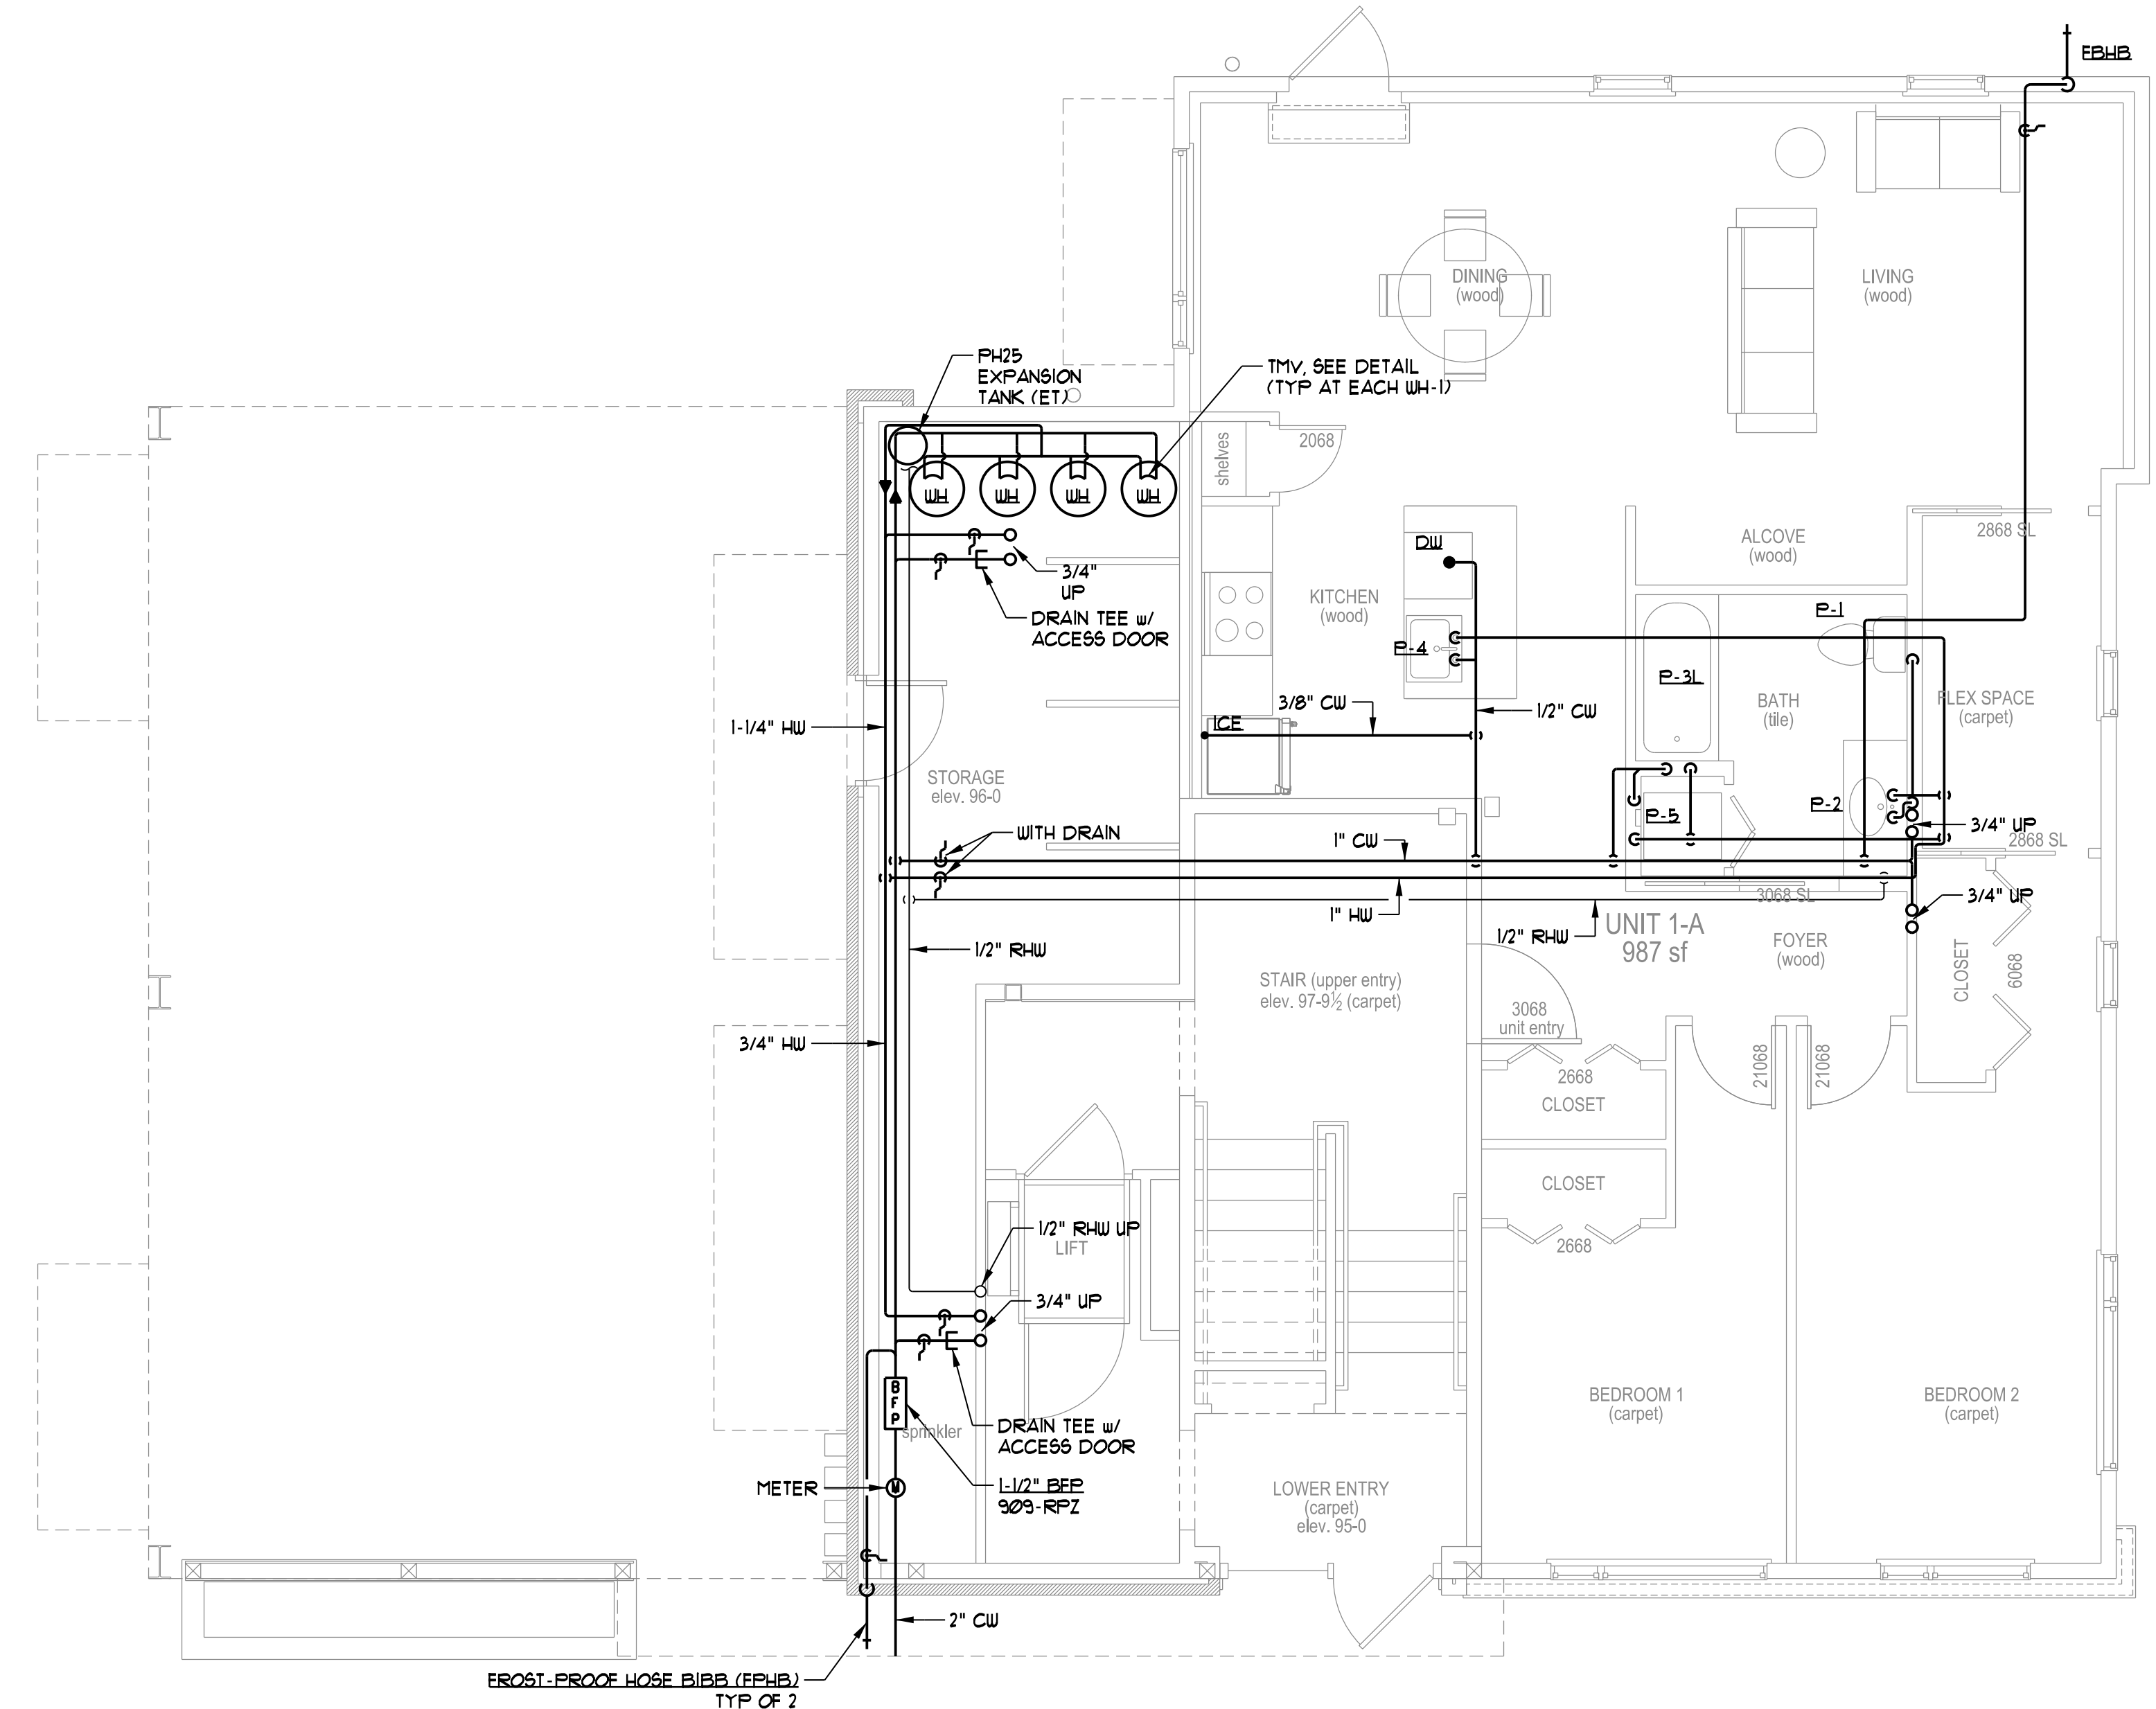 FBHB
DINING
(wood)
LIVING
(wood)
PH25
EXPANSION
TANK (ET)
TMV, SEE DETAIL
(TYP AT EACH WH-1)
shelves
2068
WH
WH
WH
WH
3/4"
UP
DRAIN TEE w/
ACCESS DOOR
DW
KITCHEN
(wood)
P-4
ALCOVE
(wood)
2868 SL
P-1
P-3L
BATH
(tile)
FLEX SPACE
(carpet)
1-1/4" HW
3/8" CW
ICE
1/2" CW
STORAGE
elev. 96-0
WITH DRAIN
1" CW
P-5
P-2
3/4" UP
2868 SL
1" HW
1/2" RHW
3068 SL
3/4" UP
UNIT 1-A
987 sf
FOYER
(wood)
CLOSET
6068
1/2" RHW
STAIR (upper entry)
elev. 97-9½ (carpet)
3068
unit entry
3/4" HW
2668
CLOSET
21068
21068
CLOSET
2668
1/2" RHW UP
LIFT
3/4" UP
BFP
sprinkler
DRAIN TEE w/
ACCESS DOOR
BEDROOM 1
(carpet)
BEDROOM 2
(carpet)
METER
M
1-1/2" BFP
909-RPZ
LOWER ENTRY
(carpet)
elev. 95-0
2" CW
FROST-PROOF HOSE BIBB (FPHB)
TYP OF 2